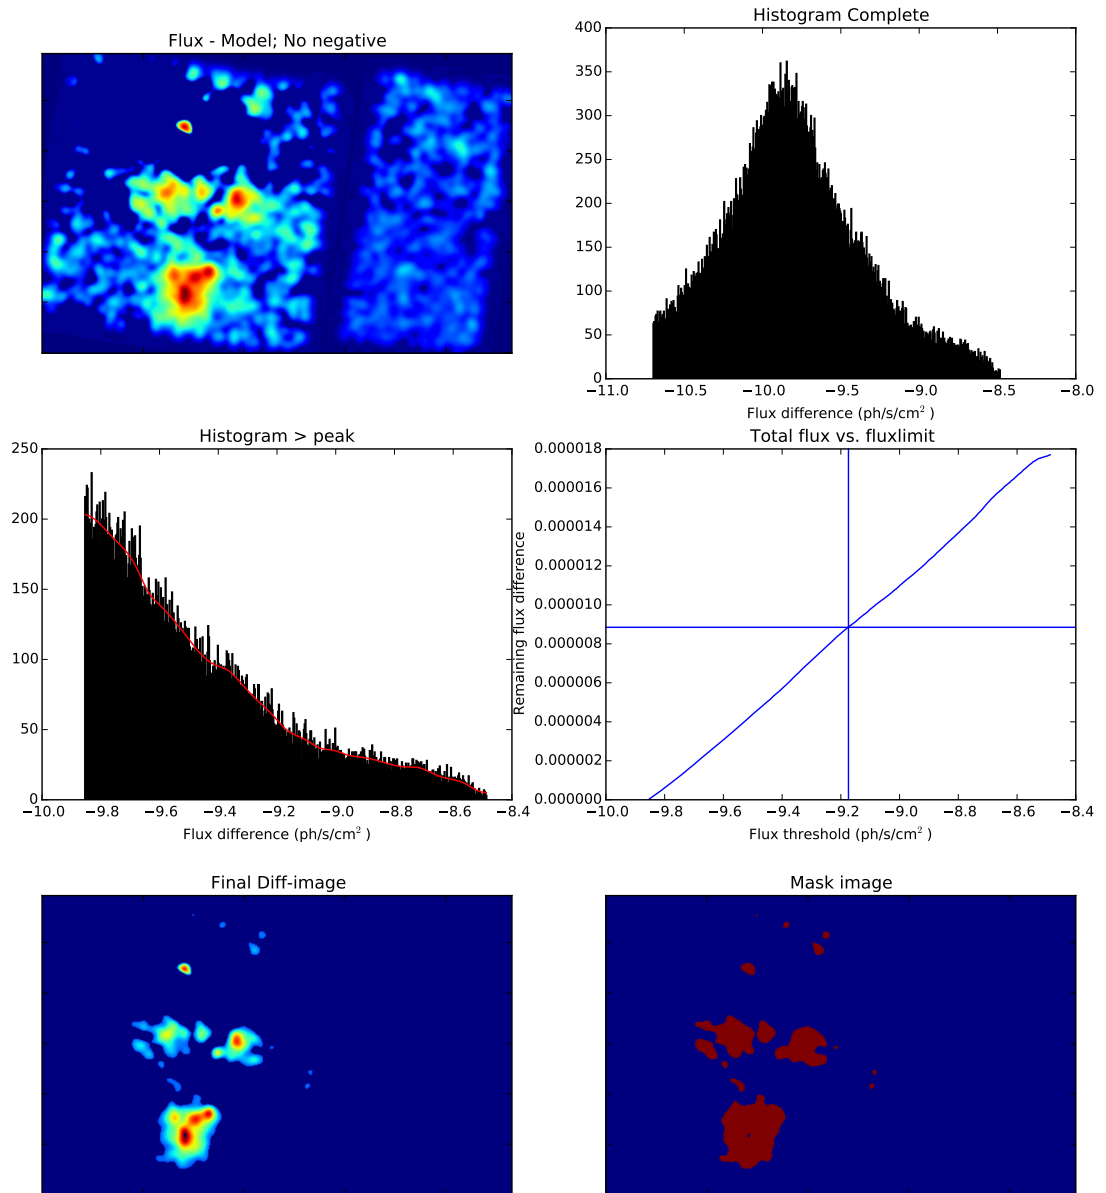 Flux - Model; No negative
Histogram Complete
400
350
300
250
200
150
100
50
0
−11.0 −10.5 −10.0 −9.5 −9.0 −8.5 −8.0
Flux difference (ph/s/cm² )
Histogram > peak
250
200
150
100
50
0
−10.0 −9.8 −9.6 −9.4 −9.2 −9.0 −8.8 −8.6 −8.4
Flux difference (ph/s/cm² )
Total flux vs. fluxlimit
Remaining flux difference
0.000018
0.000016
0.000014
0.000012
0.000010
0.000008
0.000006
0.000004
0.000002
0.000000
−10.0 −9.8 −9.6 −9.4 −9.2 −9.0 −8.8 −8.6 −8.4
Flux threshold (ph/s/cm² )
Final Diff-image
Mask image